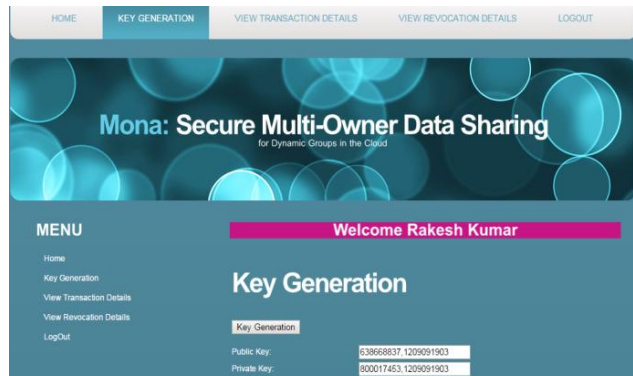 HOME KEY GENERATION VIEW TRANSACTION DETAILS VIEW REVOCATION DETAILS LOGOUT
Mona: Secure Multi-Owner Data Sharing
for Dynamic Groups in the Cloud
MENU
Home
Key Generation
View Transaction Details
View Revocation Details
LogOut
Welcome Rakesh Kumar
Key Generation
Key Generation
Public Key: 638668837,1209091903
Private Key: 800017453,1209091903